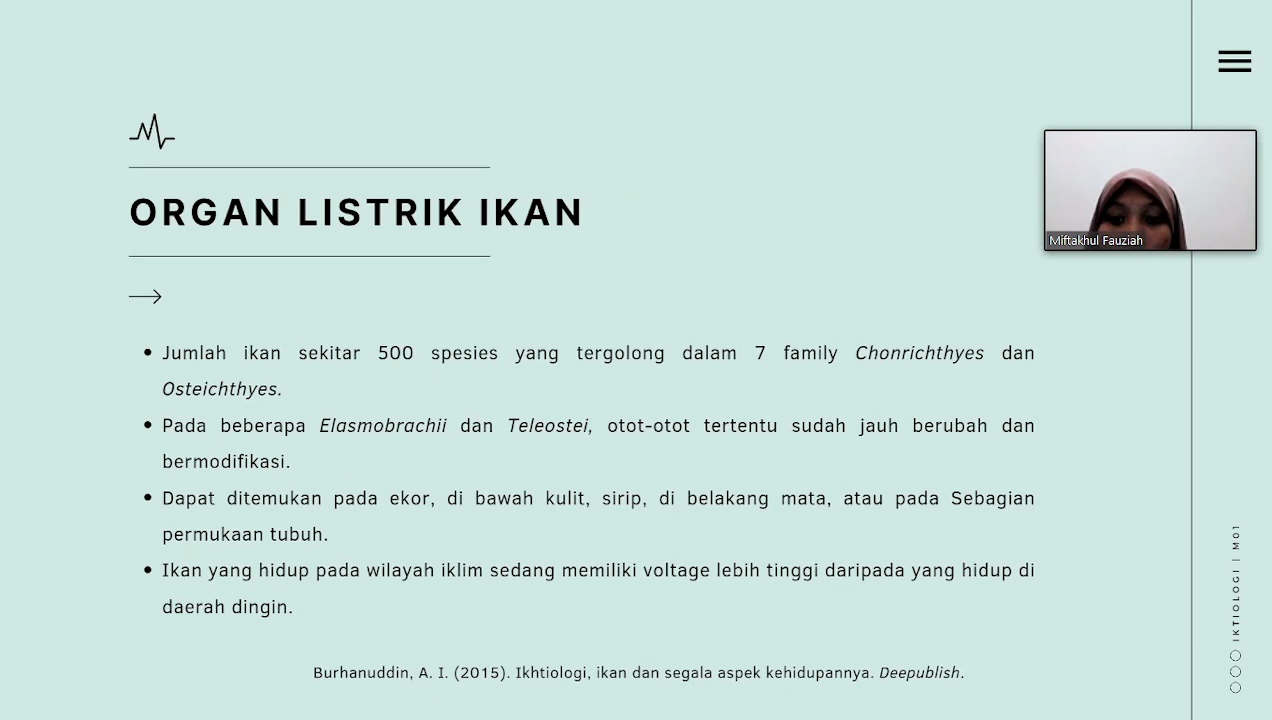 ORGAN LISTRIK IKAN
Miftakhul Fauziah
Jumlah ikan sekitar 500 spesies yang tergolong dalam 7 family Chonrichthyes dan
Osteichthyes.
Pada beberapa Elasmobrachii dan Teleostei, otot-otot tertentu sudah jauh berubah dan
bermodifikasi.
Dapat ditemukan pada ekor, di bawah kulit, sirip, di belakang mata, atau pada Sebagian
permukaan tubuh.
Ikan yang hidup pada wilayah iklim sedang memiliki voltage lebih tinggi daripada yang hidup di
daerah dingin.
Burhanuddin, A. I. (2015). Ikhtiologi, ikan dan segala aspek kehidupannya. Deepublish.
IKTIOLOGI | M01